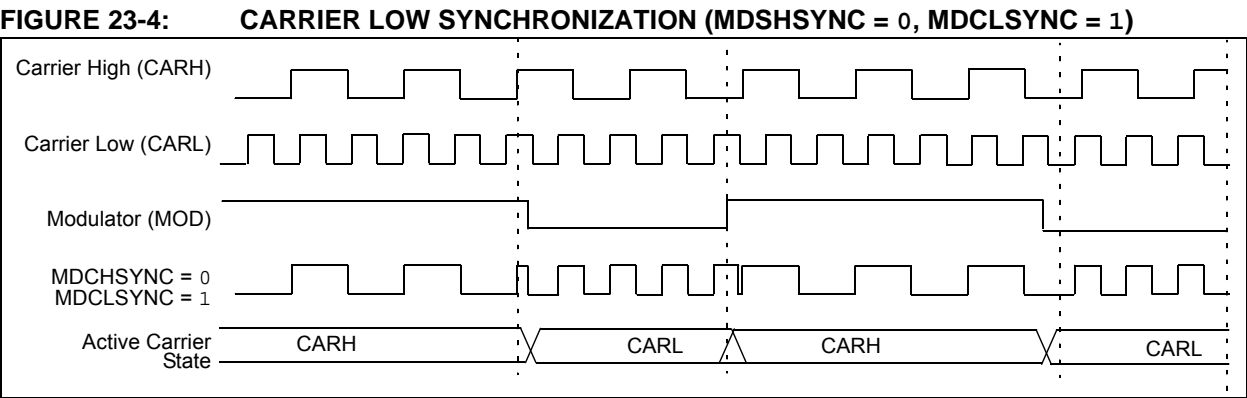 FIGURE 23-4: CARRIER LOW SYNCHRONIZATION (MDSHSYNC = 0, MDCLSYNC = 1)
Carrier High (CARH)
Carrier Low (CARL)
Modulator (MOD)
MDCHSYNC = 0
MDCLSYNC = 1
Active Carrier
State
CARH
CARL
CARH
CARL